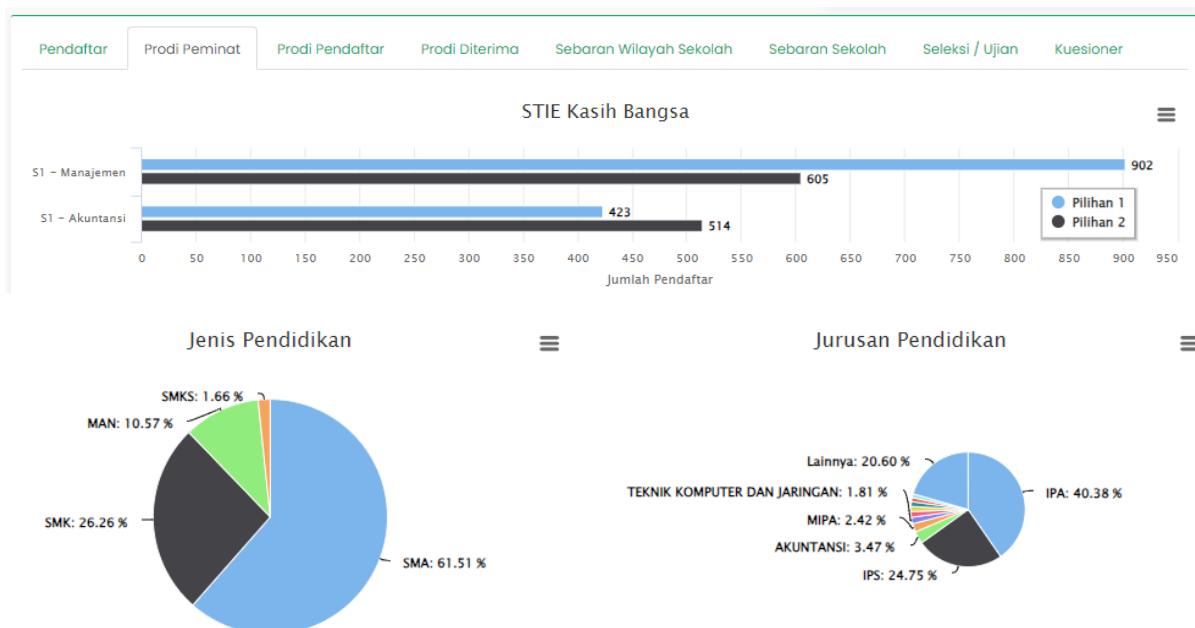 Pendaftar
Prodi Peminat
Prodi Pendaftar
Prodi Diterima
Sebaran Wilayah Sekolah
Sebaran Sekolah
Seleksi / Ujian
Kuesioner
STIE Kasih Bangsa
S1 - Manajemen
902
605
S1 - Akuntansi
423
514
Pilihan 1
Pilihan 2
0 50 100 150 200 250 300 350 400 450 500 550 600 650 700 750 800 850 900 950
Jumlah Pendaftar
Jenis Pendidikan
SMKS: 1.66 %
MAN: 10.57 %
SMK: 26.26 %
SMA: 61.51 %
Jurusan Pendidikan
Lainnya: 20.60 %
TEKNIK KOMPUTER DAN JARINGAN: 1.81 %
IPA: 40.38 %
MIPA: 2.42 %
AKUNTANSI: 3.47 %
IPS: 24.75 %